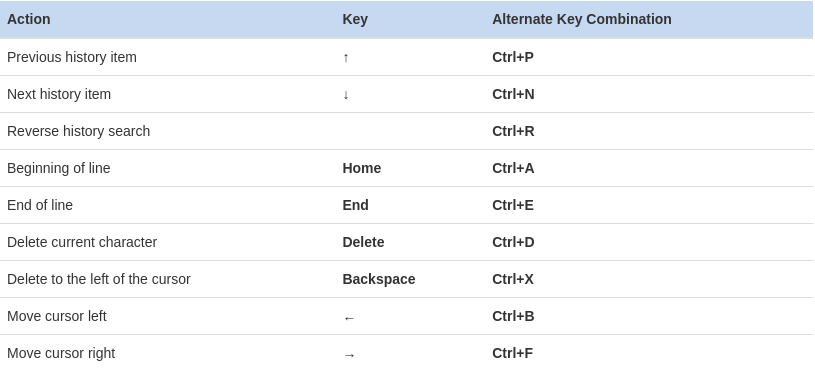 Action Key Alternate Key Combination
Previous history item ↑ Ctrl+P
Next history item ↓ Ctrl+N
Reverse history search Ctrl+R
Beginning of line Home Ctrl+A
End of line End Ctrl+E
Delete current character Delete Ctrl+D
Delete to the left of the cursor Backspace Ctrl+X
Move cursor left ← Ctrl+B
Move cursor right → Ctrl+F